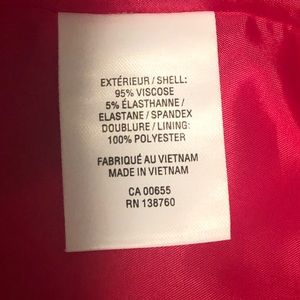 EXTÉRIEUR / SHELL:
95% VISCOSE
5% ÉLASTHANNE /
ELASTANE / SPANDEX
DOUBLURE / LINING:
100% POLYESTER
FABRIQUÉ AU VIETNAM
MADE IN VIETNAM
CA 00655
RN 138760